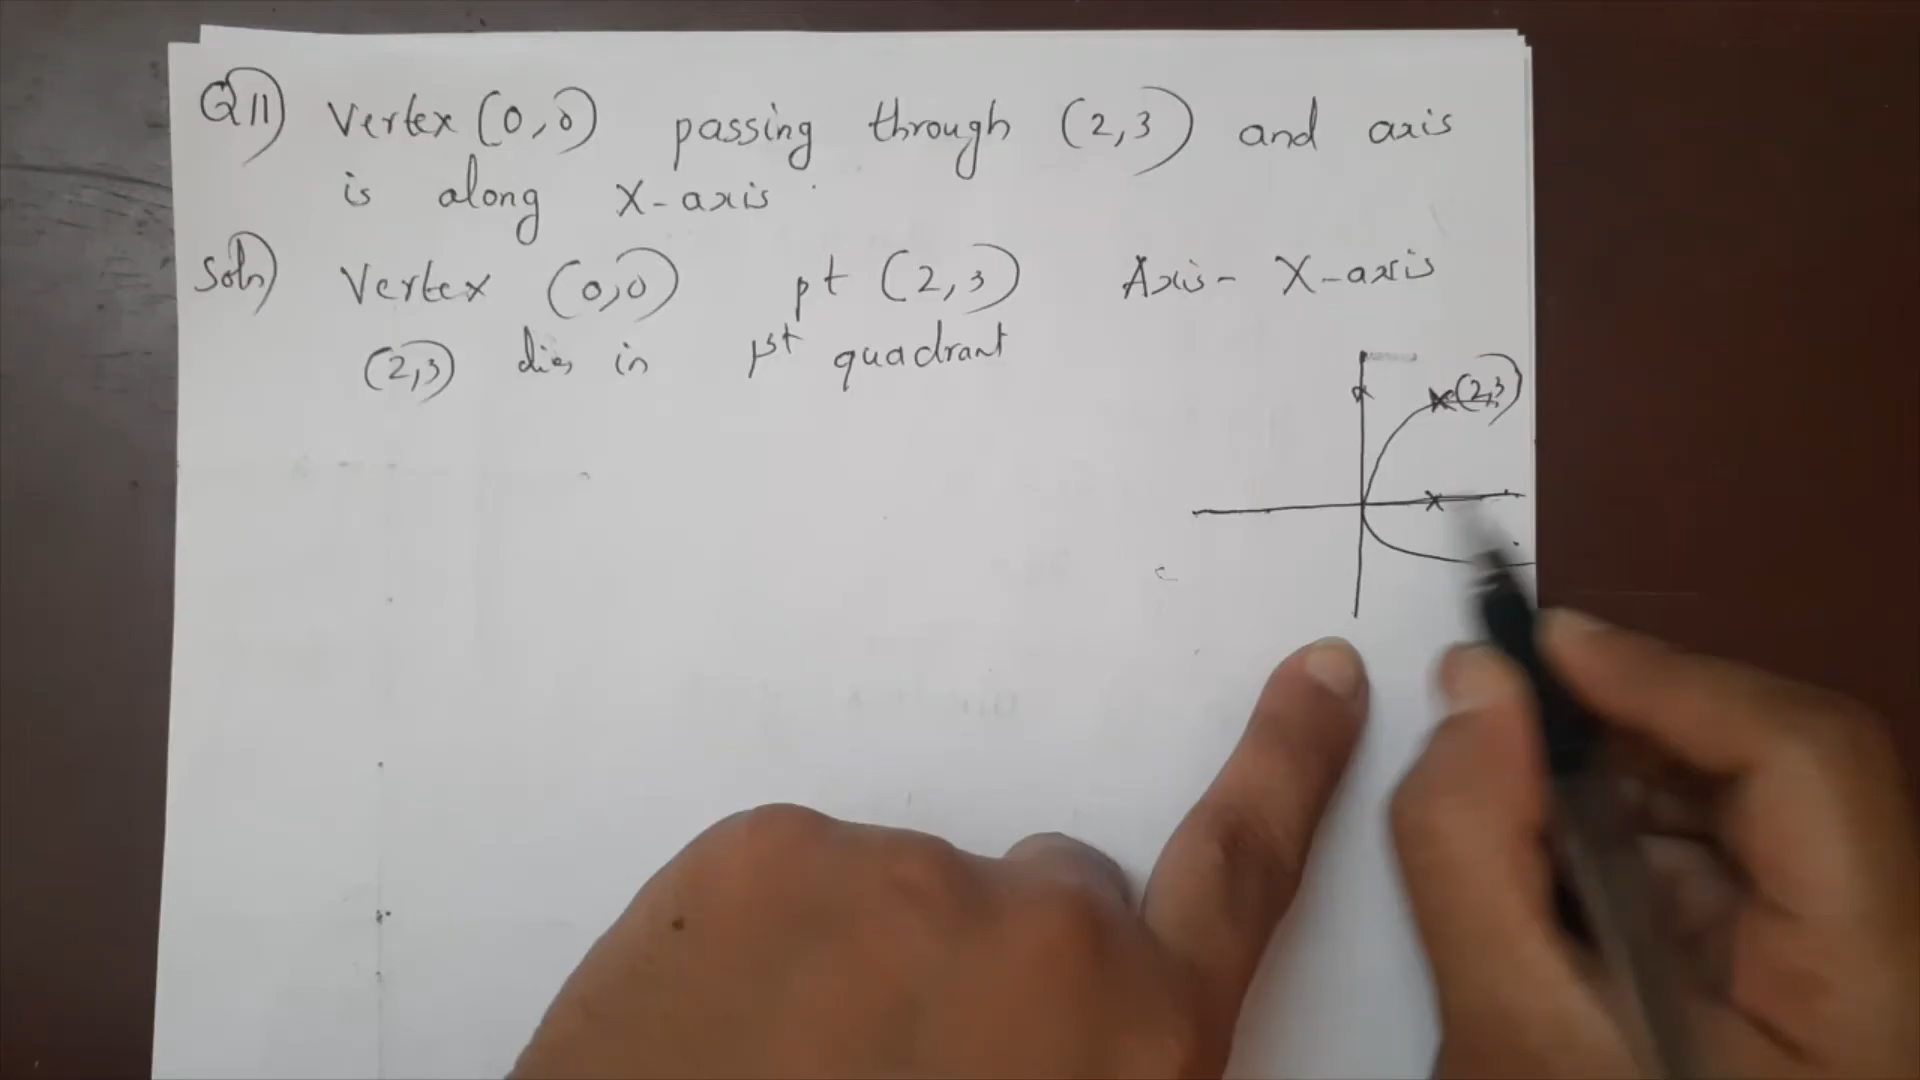 Q11) Vertex (0,0) passing through (2,3) and axis
is along X-axis
Soln) Vertex (0,0) pt (2,3) Axis - X-axis
(2,3) lies in 1st quadrant
(2,3)